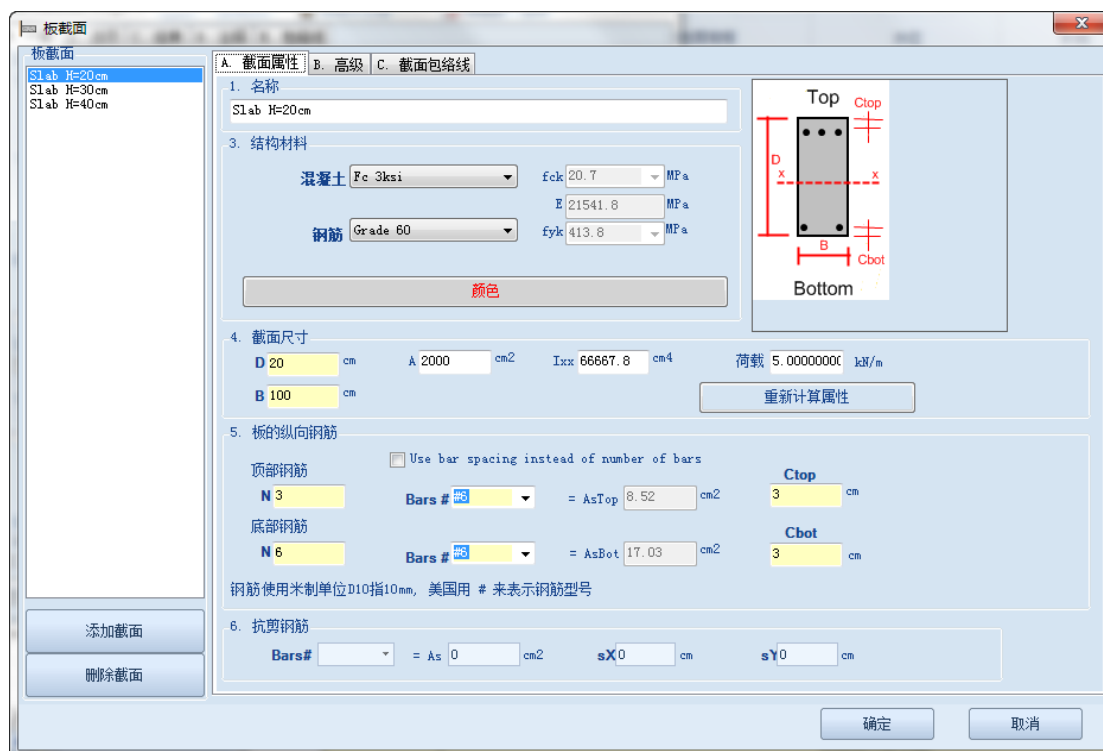 板截面
板截面
Slab H=20cm
Slab H=30cm
Slab H=40cm
添加截面
删除截面
A. 截面属性
B. 高级
C. 截面包络线
1. 名称
Slab H=20cm
3. 结构材料
混凝土 Fc 3ksi fck 20.7 MPa
E 21541.8 MPa
钢筋 Grade 60 fyk 413.8 MPa
颜色
Top
Ctop
D
x x
B
Cbot
Bottom
4. 截面尺寸
D 20 cm A 2000 cm2 Ixx 66667.8 cm4 荷载 5.00000000 kN/m
B 100 cm 重新计算属性
5. 板的纵向钢筋
Use bar spacing instead of number of bars
顶部钢筋 Ctop
N 3 Bars # #6 = AsTop 8.52 cm2 3 cm
底部钢筋 Cbot
N 6 Bars # #6 = AsBot 17.03 cm2 3 cm
钢筋使用米制单位D10指10mm, 美国用 # 来表示钢筋型号
6. 抗剪钢筋
Bars# = As 0 cm2 sX 0 cm sY 0 cm
确定 取消